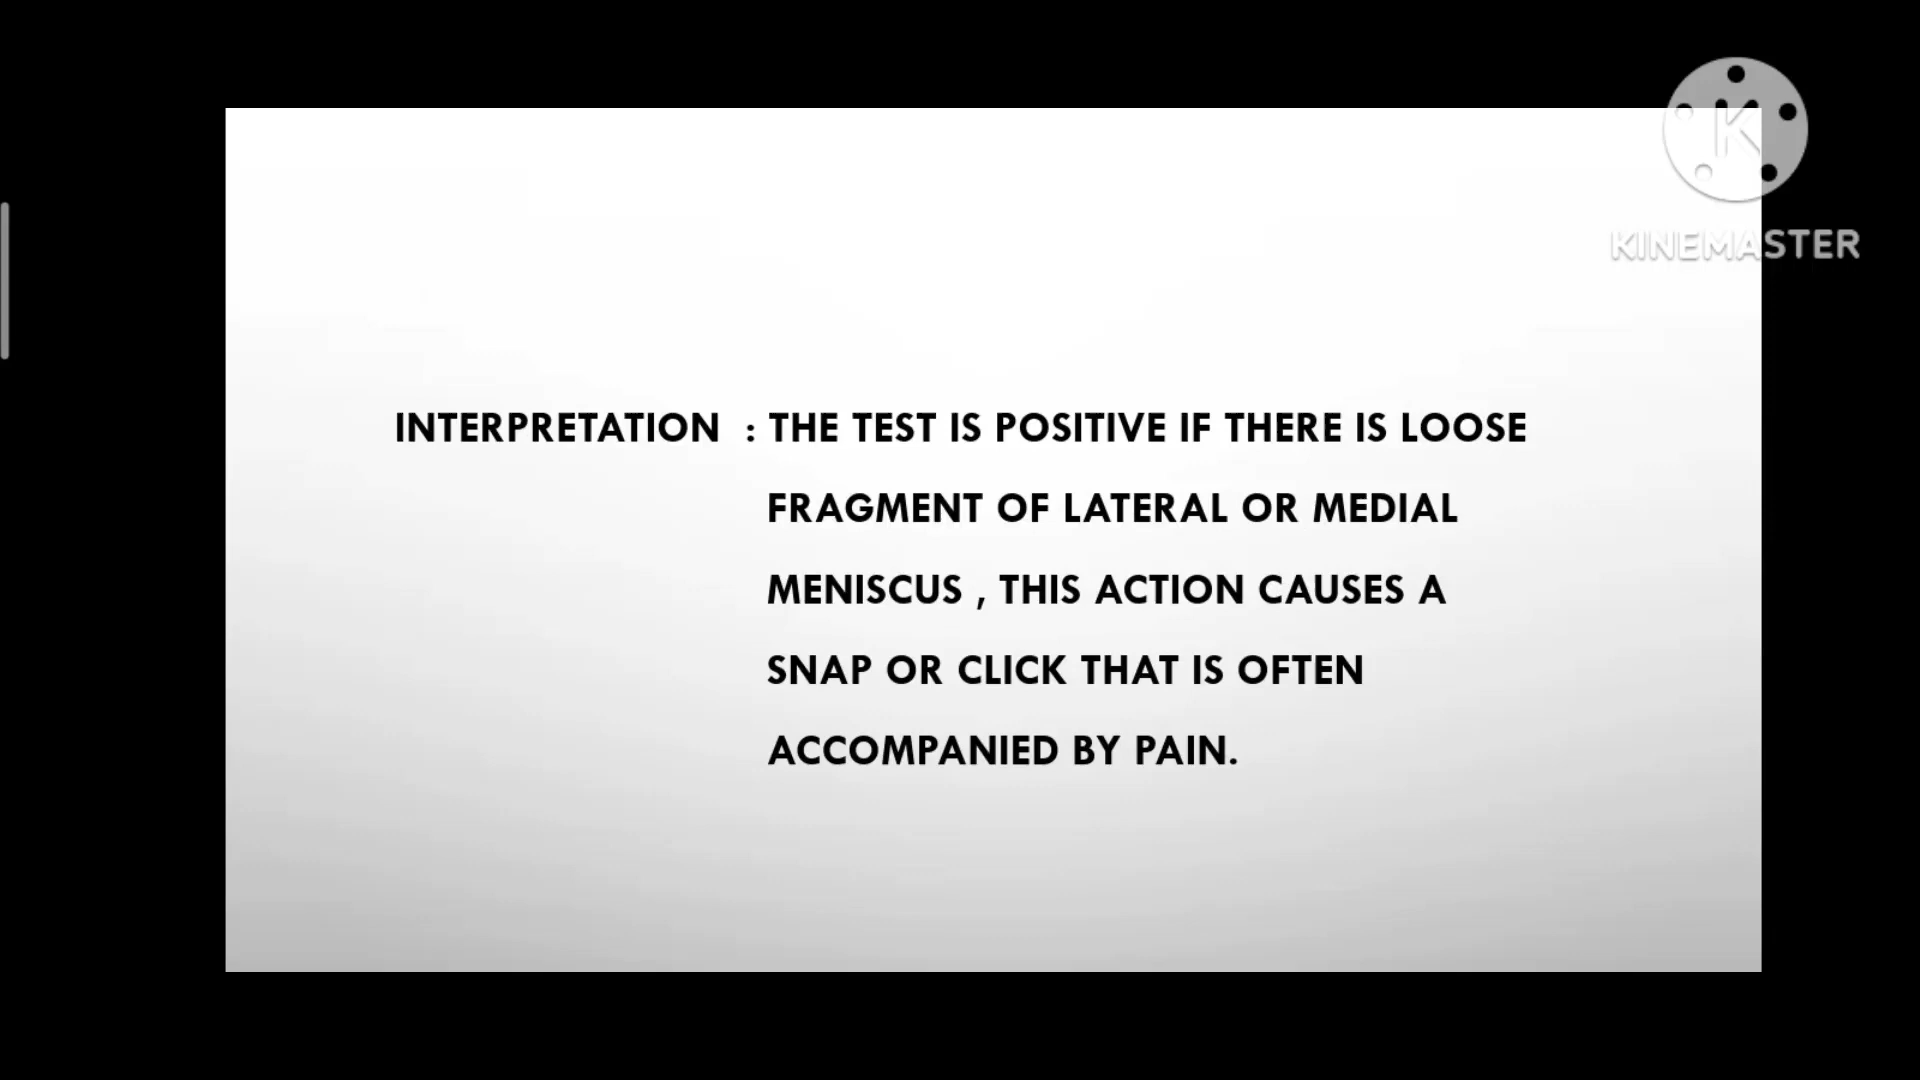 KINEMASTER
INTERPRETATION : THE TEST IS POSITIVE IF THERE IS LOOSE
FRAGMENT OF LATERAL OR MEDIAL
MENISCUS , THIS ACTION CAUSES A
SNAP OR CLICK THAT IS OFTEN
ACCOMPANIED BY PAIN.